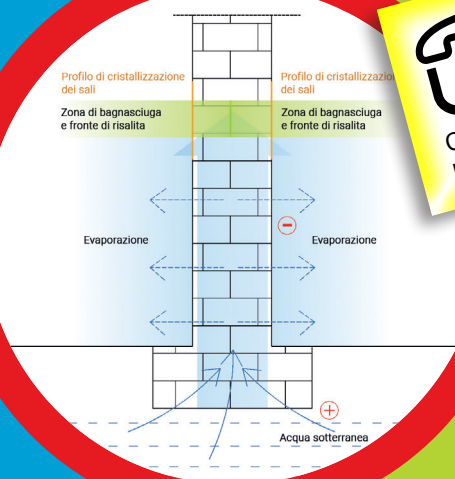 Profilo di cristallizzazione
dei sali
Profilo di cristallizzazione
dei sali
Zona di bagnasciuga
e fronte di risalita
Zona di bagnasciuga
e fronte di risalita
Evaporazione
Evaporazione
Acqua sotterranea